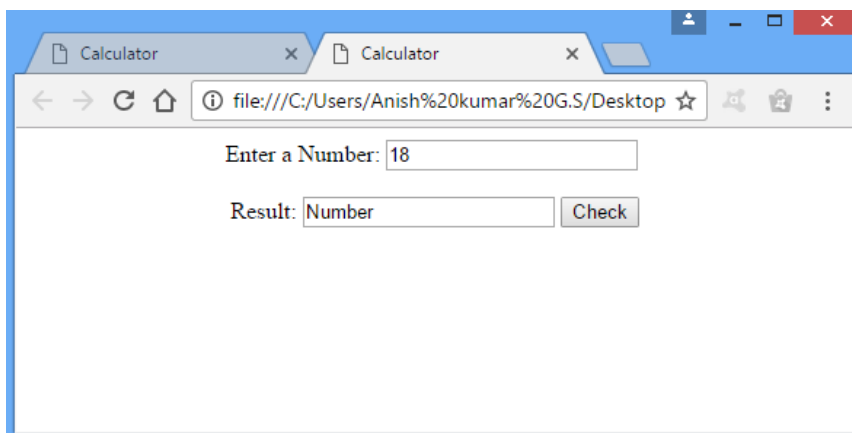 Calculator
Calculator
file:///C:/Users/Anish%20kumar%20G.S/Desktop
Enter a Number: 18
Result: Number Check